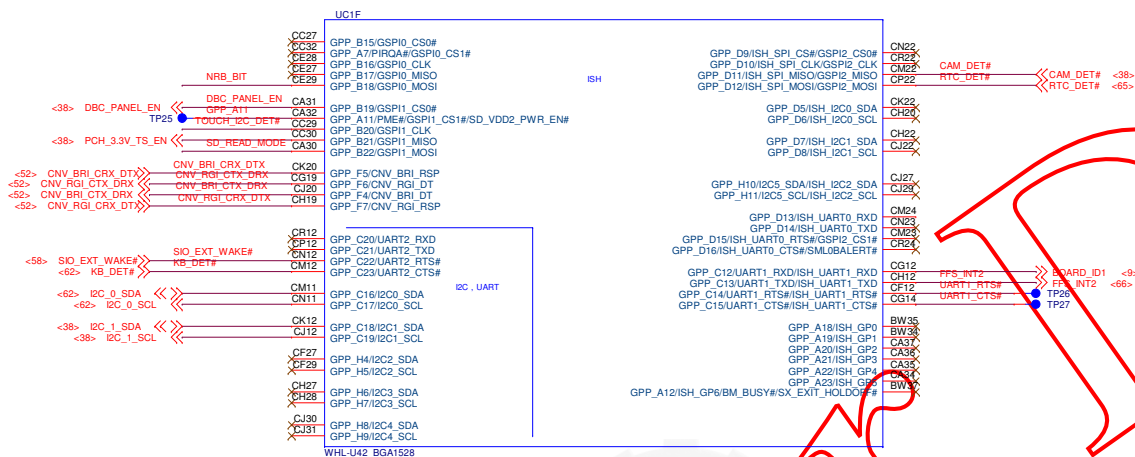 UC1F
ISH
CC27 GPP_B15/GSPI0_CS0#
CC32 GPP_A7/PIRQA#/GSPI0_CS1#
CE28 GPP_B16/GSPI0_CLK
CE27 GPP_B17/GSPI0_MISO
NRB_BIT CE29 GPP_B18/GSPI0_MOSI
<38> DBC_PANEL_EN DBC_PANEL_EN CA31 GPP_B19/GSPI1_CS0#
TP25 GPP_A11 CA32 GPP_A11/PME#/GSPI1_CS1#/SD_VDD2_PWR_EN#
TOUCH_I2C_DET# CC29 GPP_B20/GSPI1_CLK
<38> PCH_3.3V_TS_EN CC30 GPP_B21/GSPI1_MISO
SD_READ_MODE CA30 GPP_B22/GSPI1_MOSI
<52> CNV_BRI_CRX_DTX CNV_BRI_CRX_DTX CK20 GPP_F5/CNV_BRI_RSP
<52> CNV_RGI_CTX_DRX CNV_RGI_CTX_DRX CG19 GPP_F6/CNV_RGI_DT
<52> CNV_BRI_CTX_DRX CNV_BRI_CTX_DRX CJ20 GPP_F4/CNV_BRI_DT
<52> CNV_RGI_CRX_DTX CNV_RGI_CRX_DTX CH19 GPP_F7/CNV_RGI_RSP
CR12 GPP_C20/UART2_RXD
CP12 GPP_C21/UART2_TXD
<58> SIO_EXT_WAKE# SIO_EXT_WAKE# CN12 GPP_C22/UART2_RTS#
<62> KB_DET# KB_DET# CM12 GPP_C23/UART2_CTS#
I2C , UART
<62> I2C_0_SDA CM11 GPP_C16/I2C0_SDA
<62> I2C_0_SCL CN11 GPP_C17/I2C0_SCL
<38> I2C_1_SDA CK12 GPP_C18/I2C1_SDA
<38> I2C_1_SCL CJ12 GPP_C19/I2C1_SCL
CF27 GPP_H4/I2C2_SDA
CF29 GPP_H5/I2C2_SCL
CH27 GPP_H6/I2C3_SDA
CH28 GPP_H7/I2C3_SCL
CJ30 GPP_H8/I2C4_SDA
CJ31 GPP_H9/I2C4_SCL
GPP_D9/ISH_SPI_CS#/GSPI2_CS0# CN22
GPP_D10/ISH_SPI_CLK/GSPI2_CLK CR22
GPP_D11/ISH_SPI_MISO/GSPI2_MISO CM22 CAM_DET# CAM_DET# <38>
GPP_D12/ISH_SPI_MOSI/GSPI2_MOSI CP22 RTC_DET# RTC_DET# <65>
GPP_D5/ISH_I2C0_SDA CK22
GPP_D6/ISH_I2C0_SCL CH20
GPP_D7/ISH_I2C1_SDA CH22
GPP_D8/ISH_I2C1_SCL CJ22
GPP_H10/I2C5_SDA/ISH_I2C2_SDA CJ27
GPP_H11/I2C5_SCL/ISH_I2C2_SCL CJ29
GPP_D13/ISH_UART0_RXD CM24
GPP_D14/ISH_UART0_TXD CN23
GPP_D15/ISH_UART0_RTS#/GSPI2_CS1# CM23
GPP_D16/ISH_UART0_CTS#/SML0BALERT# CR24
GPP_C12/UART1_RXD/ISH_UART1_RXD CG12 BOARD_ID1 <9>
GPP_C13/UART1_TXD/ISH_UART1_TXD CH12 FFS_INT2 FFS_INT2 <66>
GPP_C14/UART1_RTS#/ISH_UART1_RTS# CF12 UART1_RTS# TP26
GPP_C15/UART1_CTS#/ISH_UART1_CTS# CG14 UART1_CTS# TP27
GPP_A18/ISH_GP0 BW35
GPP_A19/ISH_GP1 BW34
GPP_A20/ISH_GP2 CA37
GPP_A21/ISH_GP3 CA36
GPP_A22/ISH_GP4 CA35
GPP_A23/ISH_GP5 CA34
GPP_A12/ISH_GP6/BM_BUSY#/SX_EXIT_HOLDOFF# BW37
WHL-U42_BGA1528